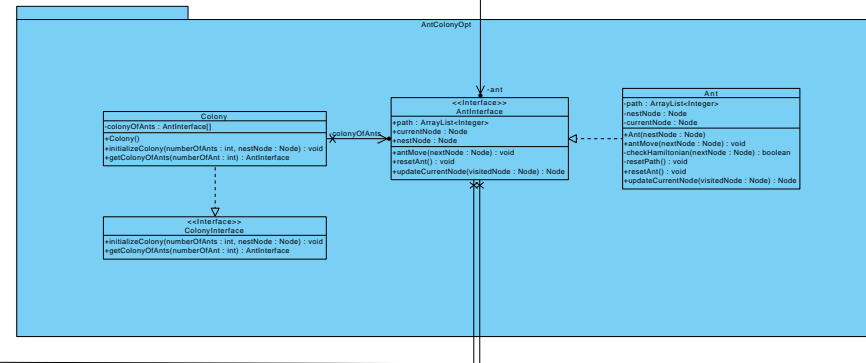 AntColonyOpt
-ant
Colony
-colonyOfAnts : AntInterface[]
+Colony()
+initializeColony(numberOfAnts : int, nestNode : Node) : void
+getColonyOfAnts(numberOfAnt : int) : AntInterface
-colonyOfAnts
<<Interface>>
AntInterface
+path : ArrayList<Integer>
+currentNode : Node
+nestNode : Node
+antMove(nextNode : Node) : void
+resetAnt() : void
+updateCurrentNode(visitedNode : Node) : Node
Ant
-path : ArrayList<Integer>
-nestNode : Node
-currentNode : Node
+Ant(nestNode : Node)
+antMove(nextNode : Node) : void
-checkHamiltonian(nextNode : Node) : boolean
-resetPath() : void
+resetAnt() : void
+updateCurrentNode(visitedNode : Node) : Node
<<Interface>>
ColonyInterface
+initializeColony(numberOfAnts : int, nestNode : Node) : void
+getColonyOfAnts(numberOfAnt : int) : AntInterface